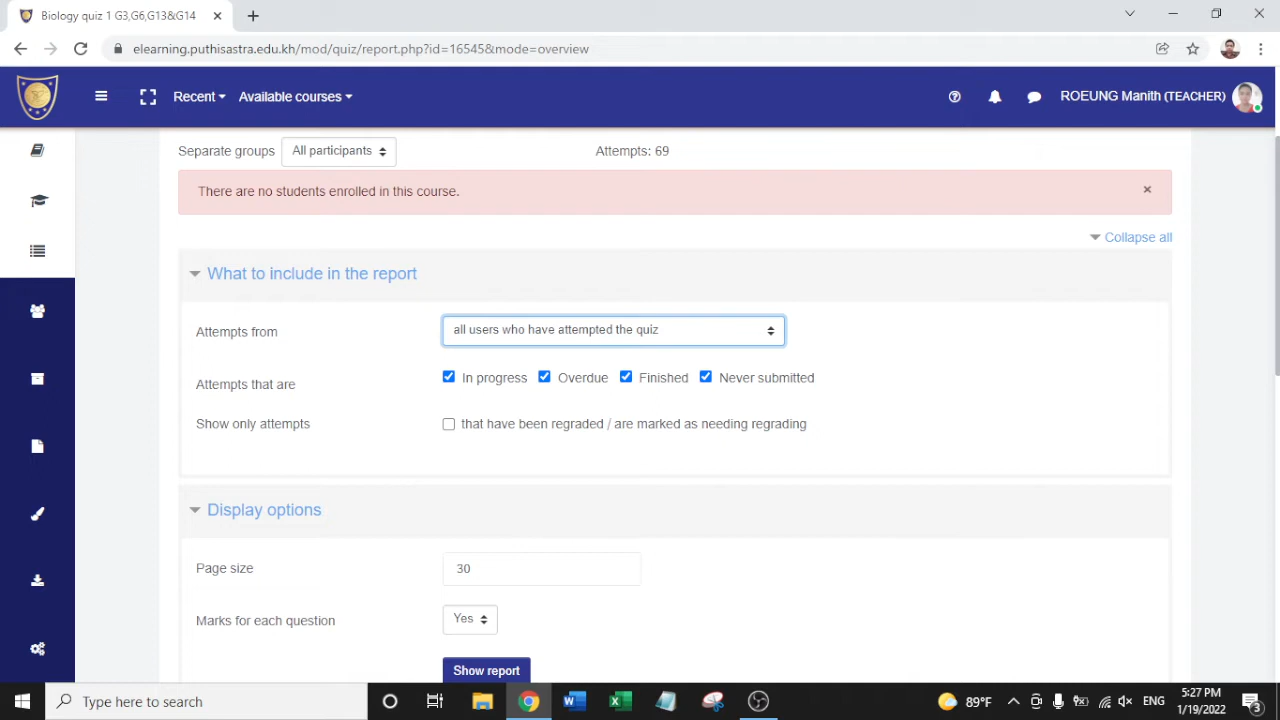 Biology quiz 1 G3,G6,G13&G14
elearning.puthisastra.edu.kh/mod/quiz/report.php?id=16545&mode=overview
Recent Available courses ROEUNG Manith (TEACHER)
Separate groups All participants Attempts: 69
There are no students enrolled in this course. ×
Collapse all
What to include in the report
Attempts from all users who have attempted the quiz
Attempts that are In progress Overdue Finished Never submitted
Show only attempts that have been regraded / are marked as needing regrading
Display options
Page size 30
Marks for each question Yes
Show report
Type here to search 89°F ENG 5:27 PM
1/19/2022 3